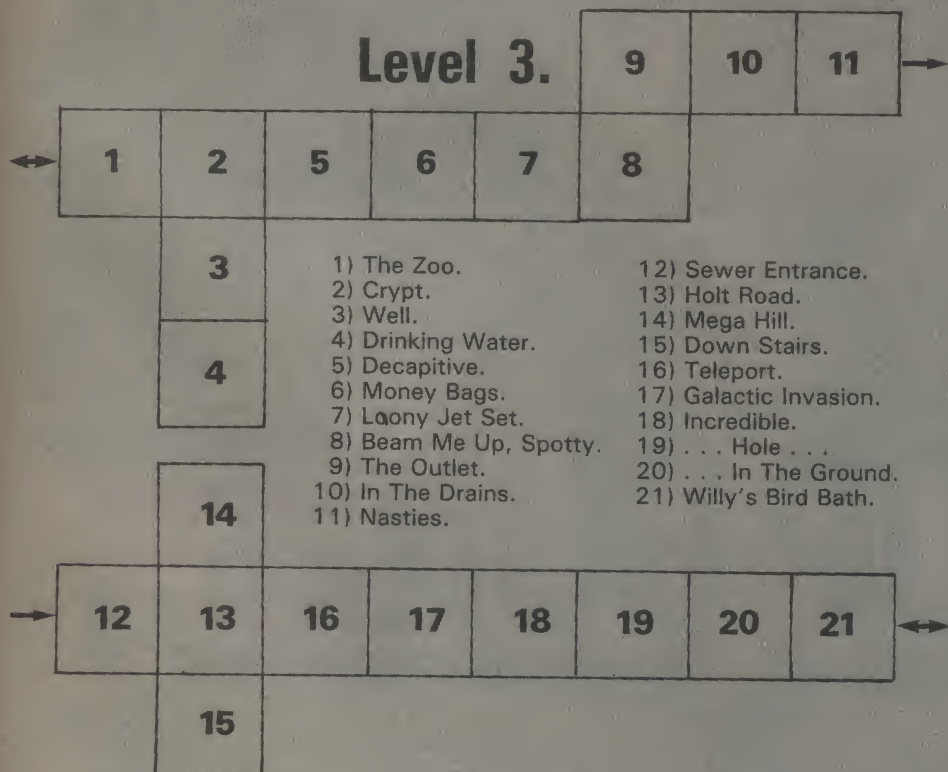 Level 3.
9 10 11
1 2 5 6 7 8
3
4
1) The Zoo.
2) Crypt.
3) Well.
4) Drinking Water.
5) Decapitive.
6) Money Bags.
7) Loony Jet Set.
8) Beam Me Up, Spotty.
9) The Outlet.
10) In The Drains.
11) Nasties.
12) Sewer Entrance.
13) Holt Road.
14) Mega Hill.
15) Down Stairs.
16) Teleport.
17) Galactic Invasion.
18) Incredible.
19) . . . Hole . . .
20) . . . In The Ground.
21) Willy's Bird Bath.
14
12 13 16 17 18 19 20 21
15